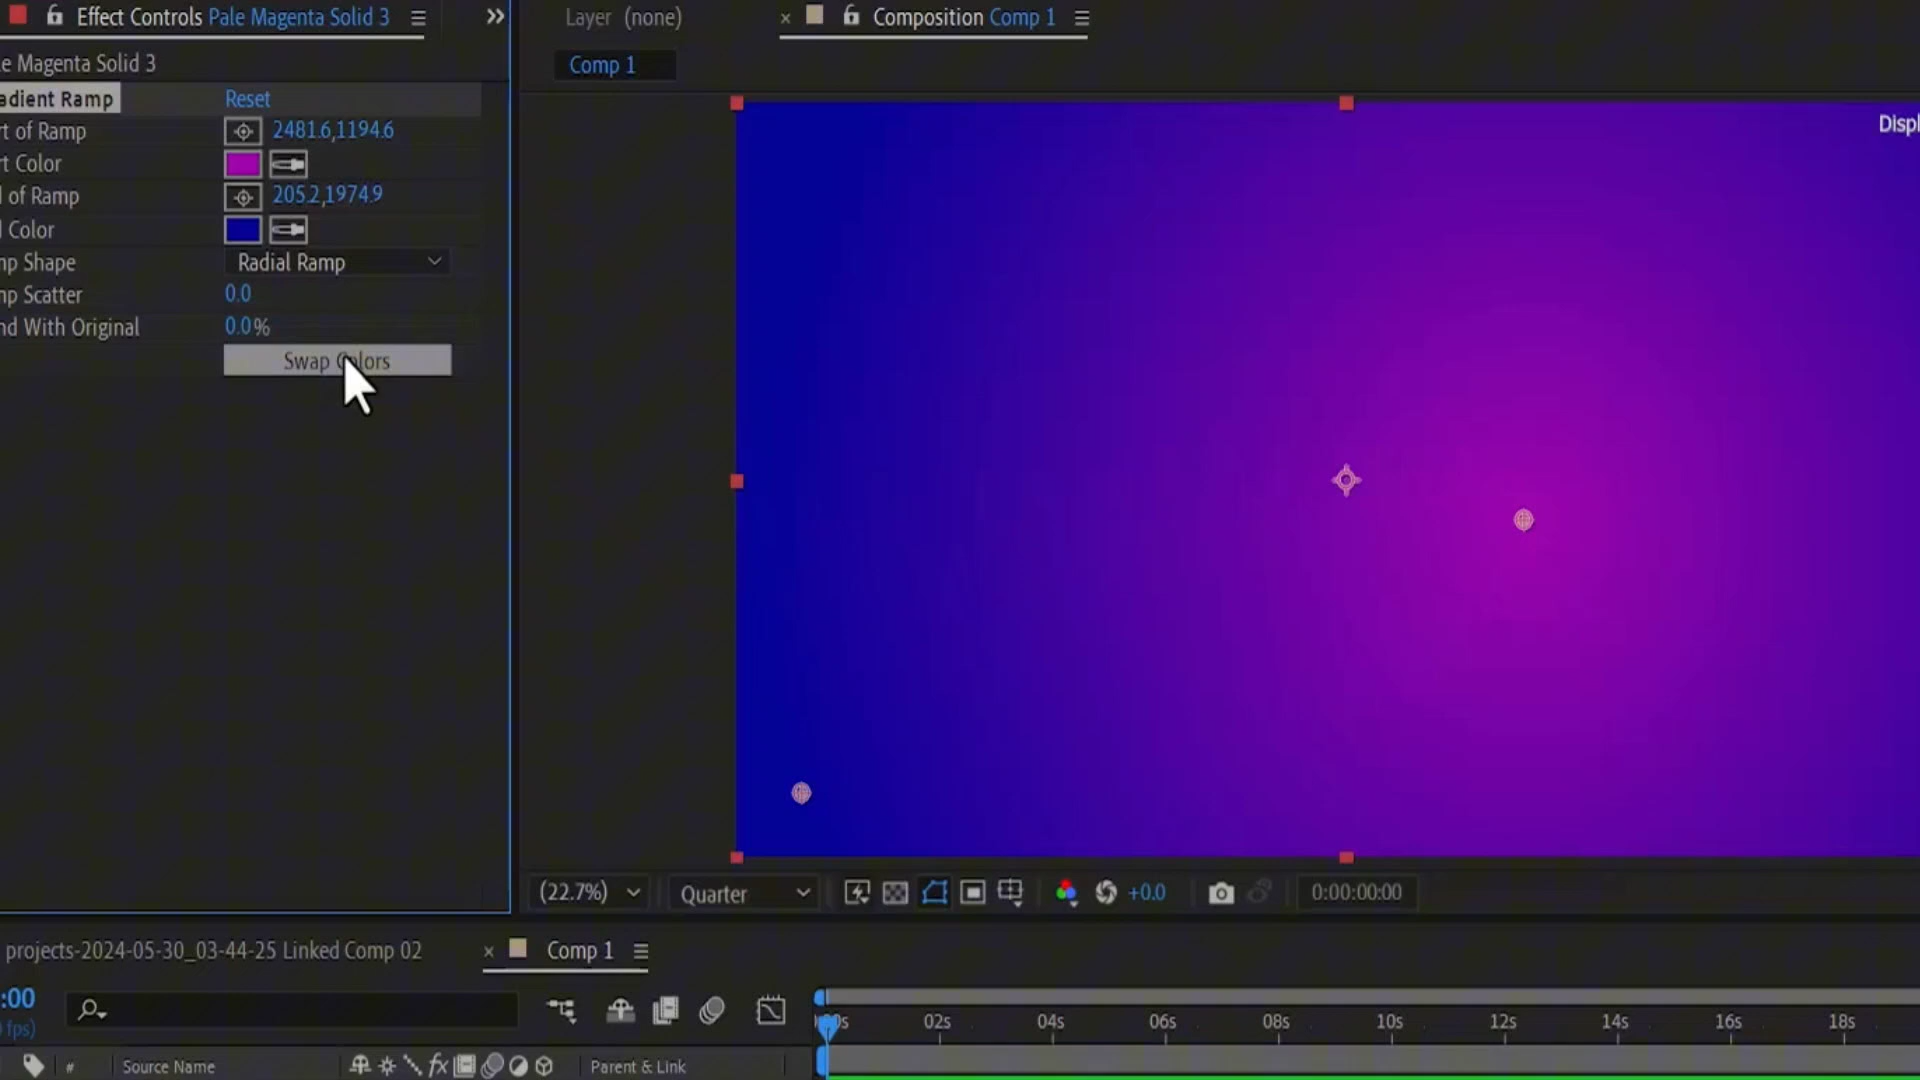 Effect Controls Pale Magenta Solid 3
Layer (none)
Composition Comp 1
e Magenta Solid 3
Comp 1
adient Ramp
Reset
rt of Ramp
2481.6,1194.6
Displ
rt Color
d of Ramp
205.2,1974.9
d Color
np Shape
Radial Ramp
np Scatter
0.0
nd With Original
0.0%
Swap Colors
(22.7%)
Quarter
+0.0
0:00:00:00
projects-2024-05-30_03-44-25 Linked Comp 02
Comp 1
:00
fps)
02s
04s
06s
08s
10s
12s
14s
16s
18s
#
Source Name
fx
Parent & Link